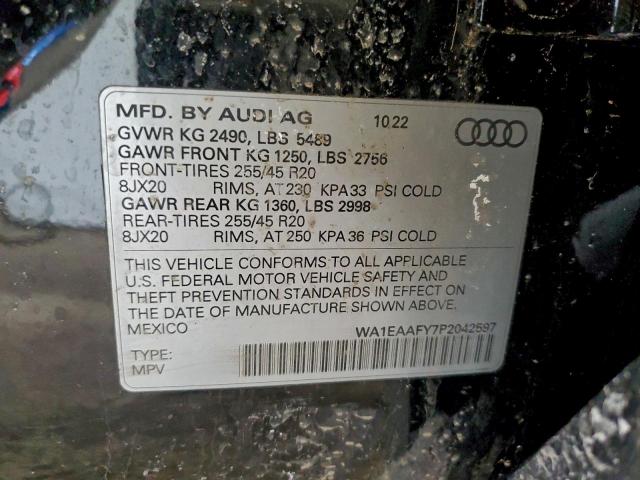 MFD. BY AUDI AG 10 22
GVWR KG 2490, LBS 5489
GAWR FRONT KG 1250, LBS 2756
FRONT-TIRES 255/45 R20
8JX20 RIMS, AT 230 KPA 33 PSI COLD
GAWR REAR KG 1360, LBS 2998
REAR-TIRES 255/45 R20
8JX20 RIMS, AT 250 KPA 36 PSI COLD
THIS VEHICLE CONFORMS TO ALL APPLICABLE
U.S. FEDERAL MOTOR VEHICLE SAFETY AND
THEFT PREVENTION STANDARDS IN EFFECT ON
THE DATE OF MANUFACTURE SHOWN ABOVE.
MEXICO WA1EAAFY7P2042597
TYPE:
MPV